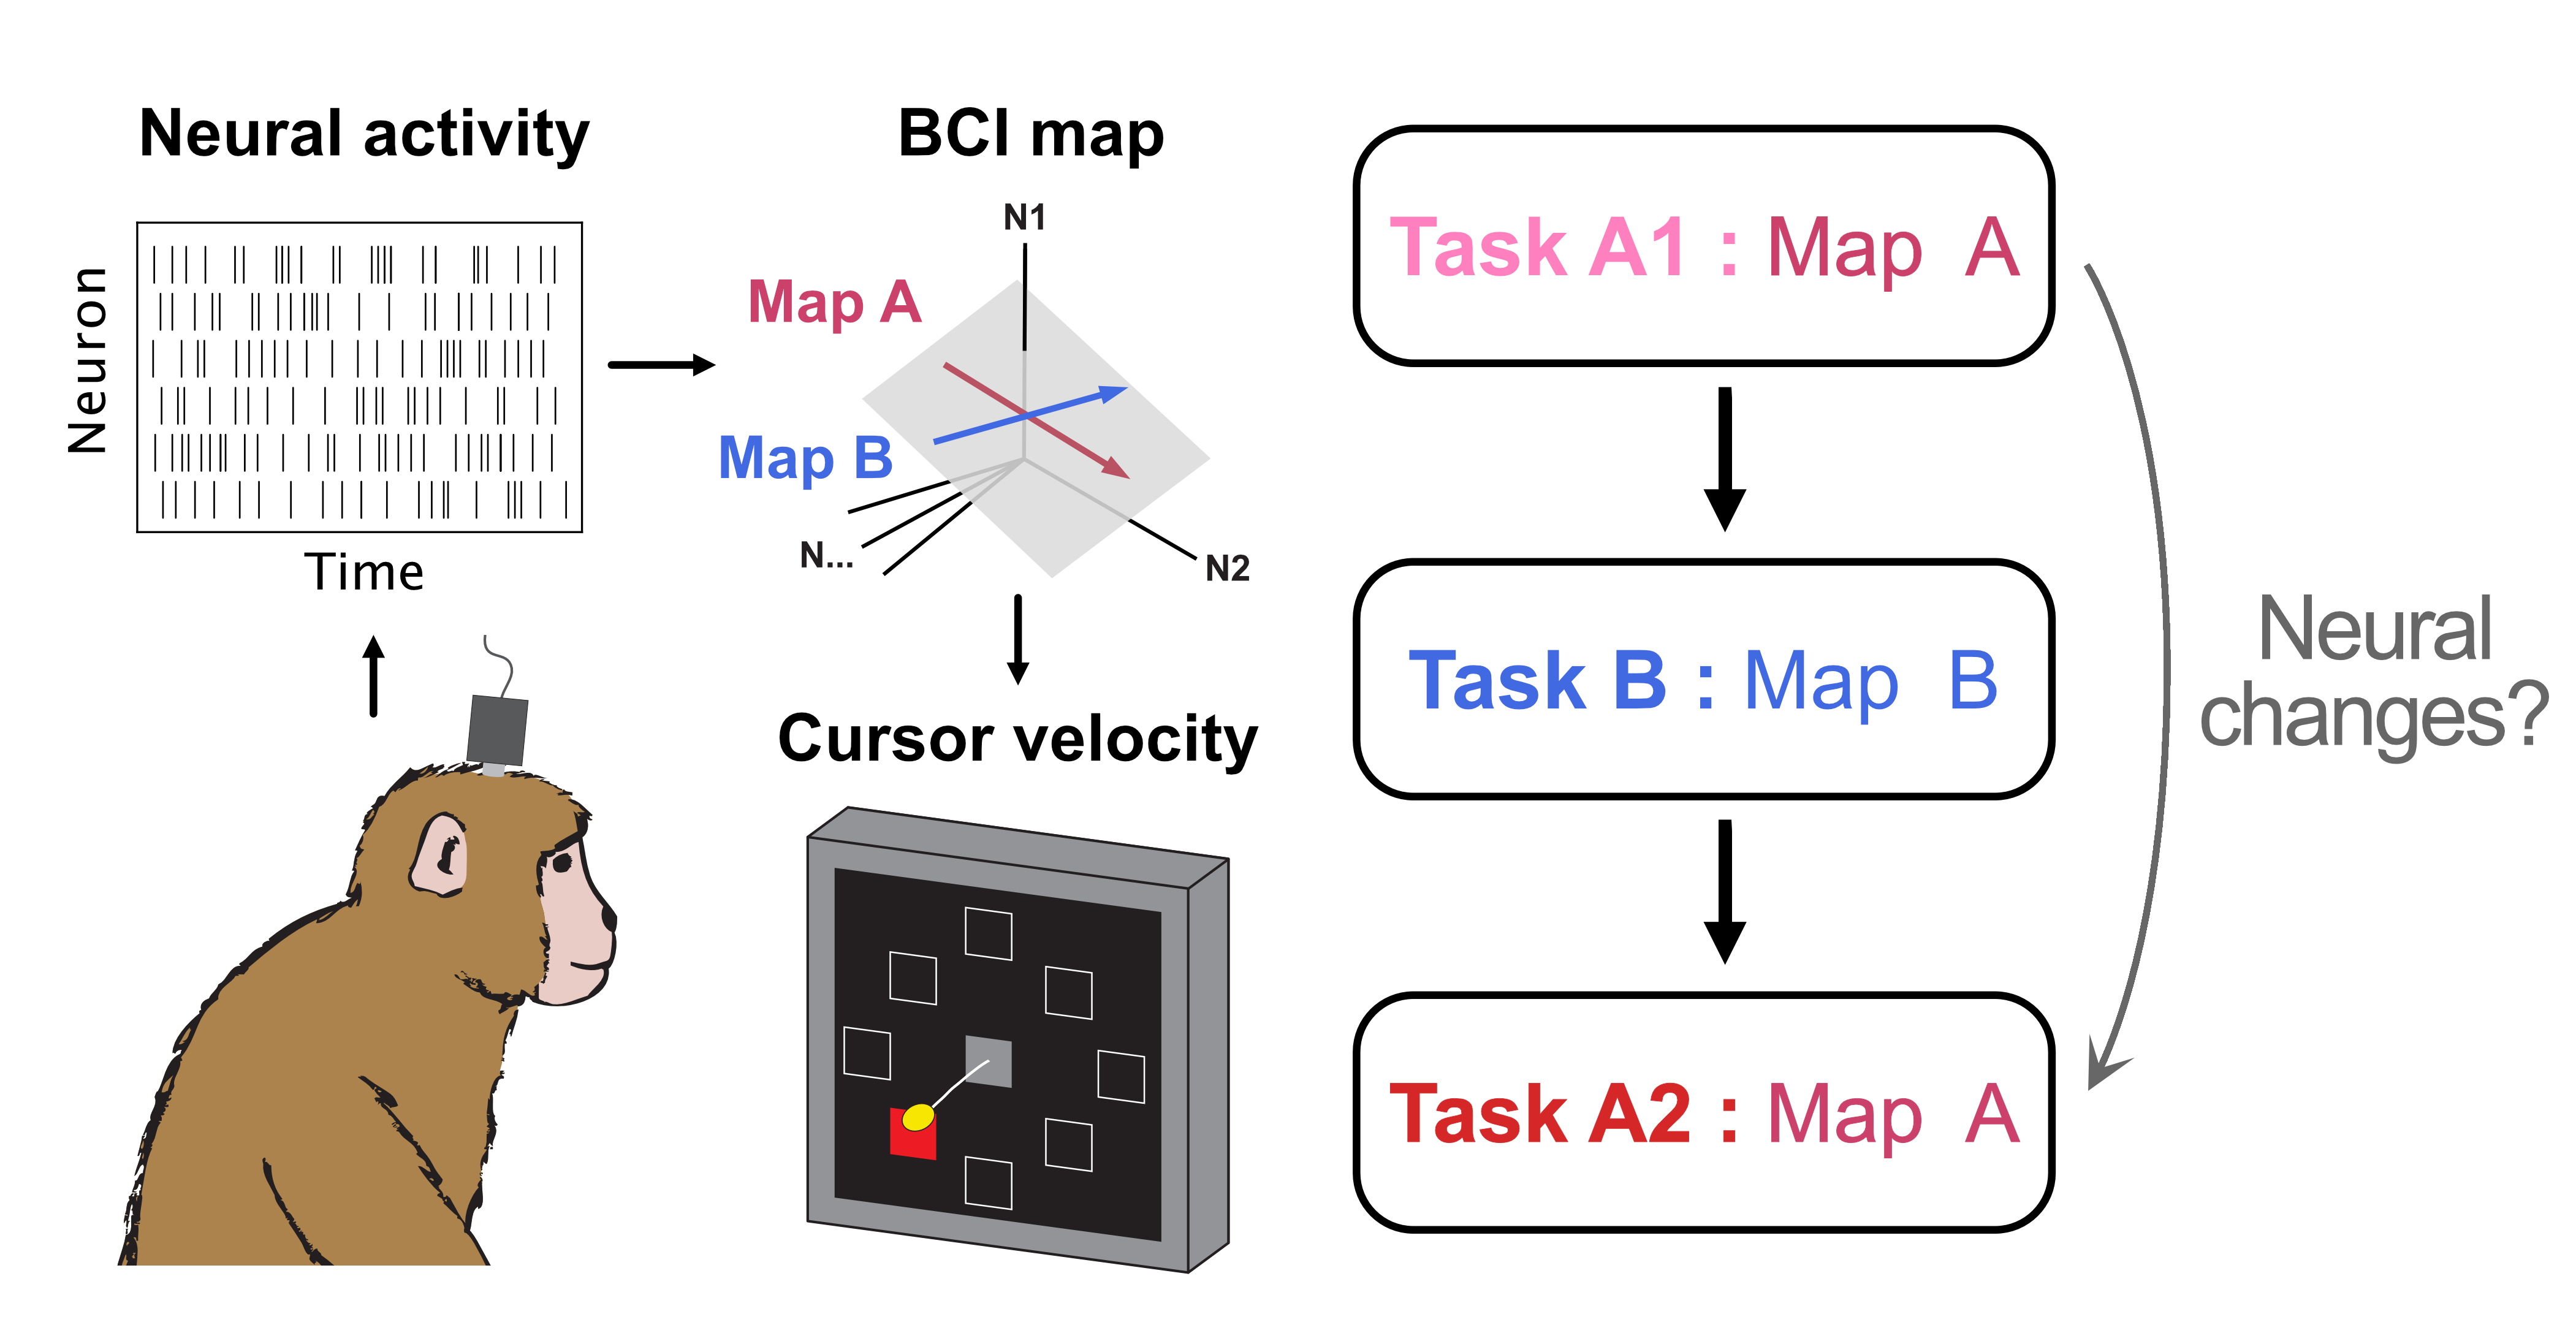 Neural activity
Neuron
Time
BCI map
N1
Map A
Map B
N...
N2
Cursor velocity
Task A1 : Map A
Task B : Map B
Task A2 : Map A
Neural
changes?